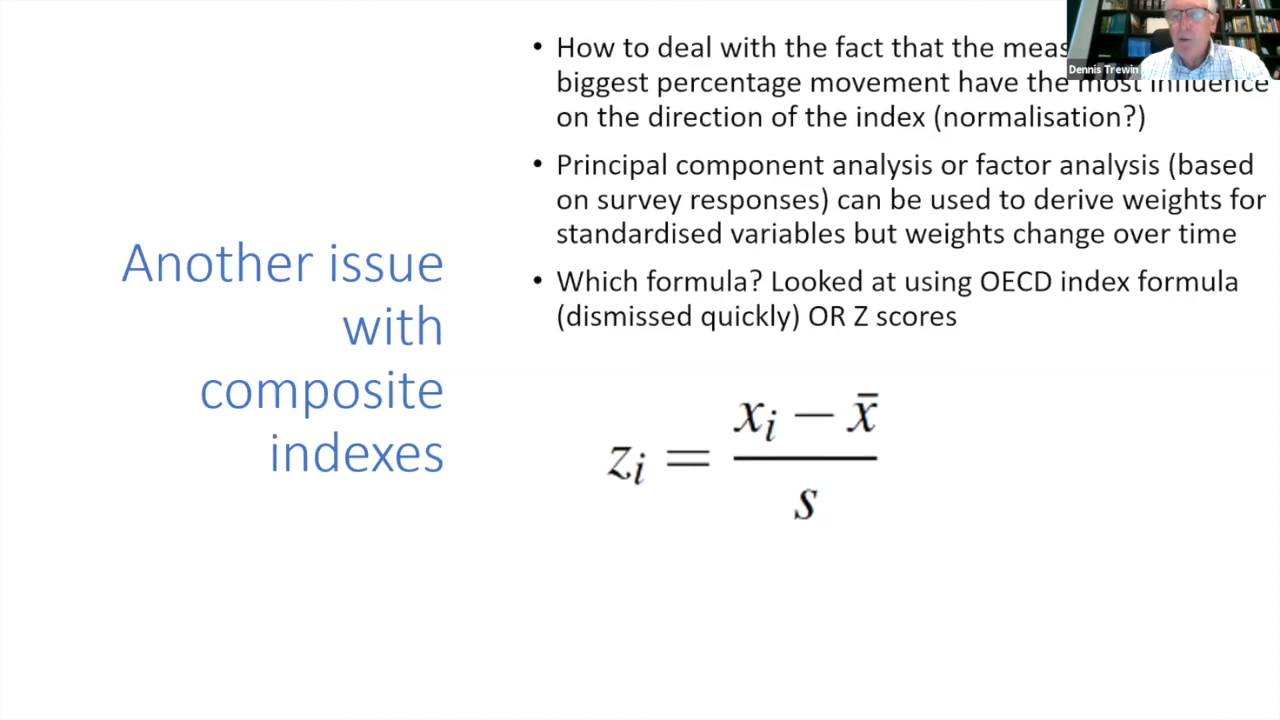 Another issue
with
composite
indexes
• How to deal with the fact that the
biggest percentage movement have the most influence
on the direction of the index (normalisation?)
• Principal component analysis or factor analysis (based
on survey responses) can be used to derive weights for
standardised variables but weights change over time
• Which formula? Looked at using OECD index formula
(dismissed quickly) OR Z scores
zᵢ = (xᵢ − x̄) / s
Dennis Trewin